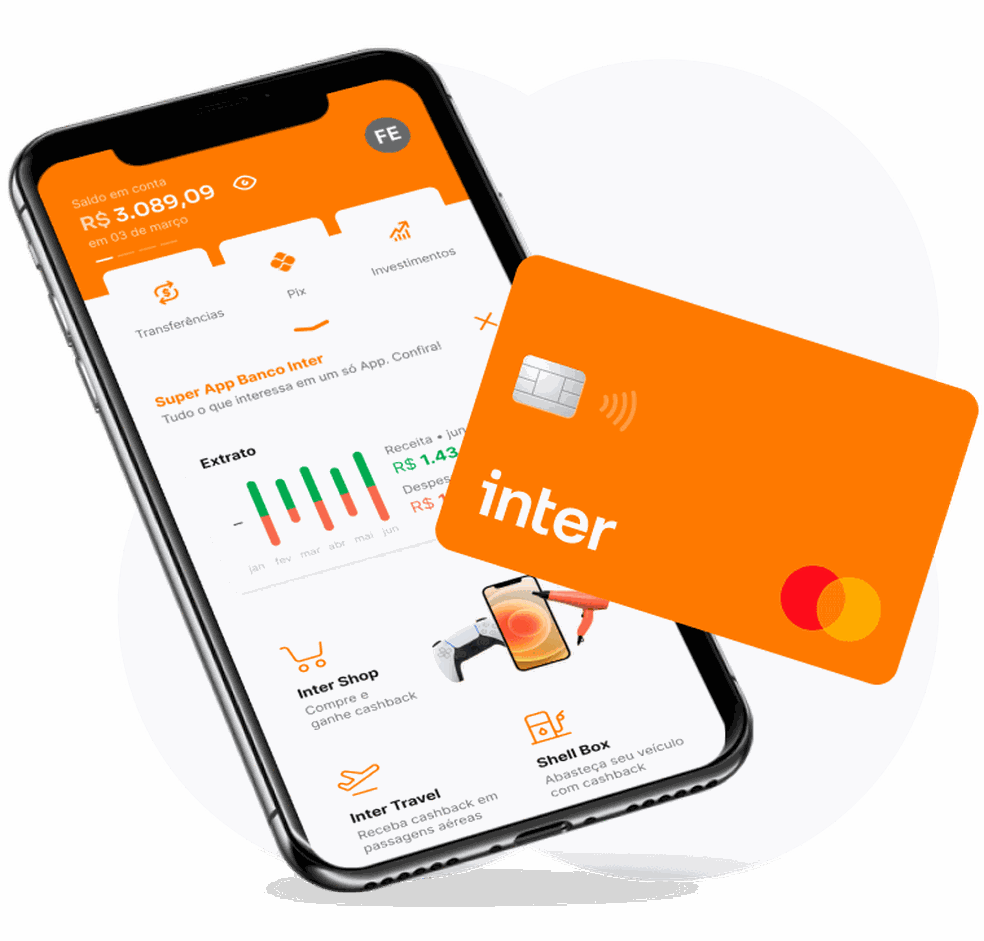 FE
Saldo em conta
R$ 3.089,09
em 03 de março
Transferências
Pix
Investimentos
Super App Banco Inter
Tudo o que interessa em um só App. Confira!
Extrato
Receita • jun
R$ 1.43
Despes
R$ 1
jan fev mar abr mai jun
inter
Inter Shop
Compre e
ganhe cashback
Shell Box
Abasteça seu veículo
com cashback
Inter Travel
Receba cashback em
passagens aéreas